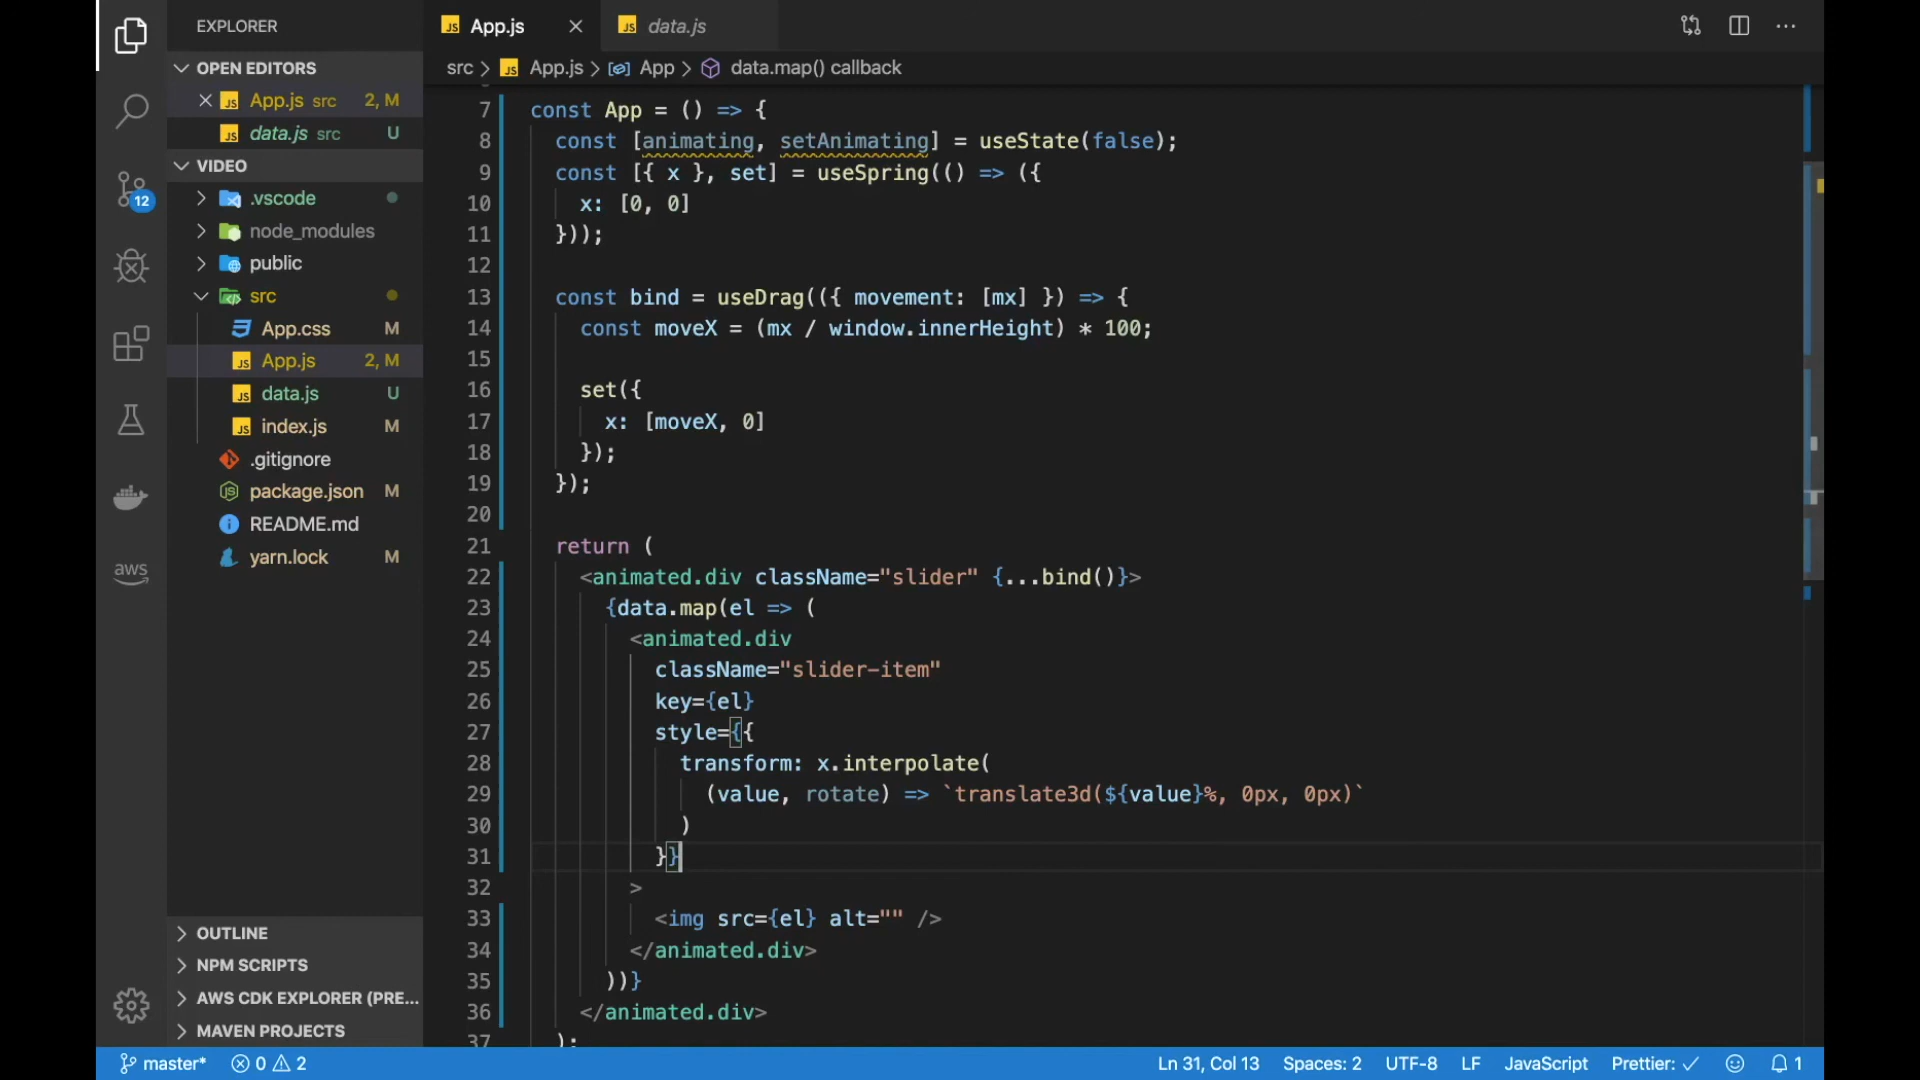 EXPLORER
OPEN EDITORS
App.js src 2, M
data.js src U
VIDEO
.vscode
node_modules
public
src
App.css M
App.js 2, M
data.js U
index.js M
.gitignore
package.json M
README.md
yarn.lock M
OUTLINE
NPM SCRIPTS
AWS CDK EXPLORER (PRE...
MAVEN PROJECTS
12
aws
App.js
data.js
src > App.js > App > data.map() callback
7 const App = () => {
8 const [animating, setAnimating] = useState(false);
9 const [{ x }, set] = useSpring(() => ({
10 x: [0, 0]
11 }));
12
13 const bind = useDrag(({ movement: [mx] }) => {
14 const moveX = (mx / window.innerHeight) * 100;
15
16 set({
17 x: [moveX, 0]
18 });
19 });
20
21 return (
22 <animated.div className="slider" {...bind()}>
23 {data.map(el => (
24 <animated.div
25 className="slider-item"
26 key={el}
27 style={{
28 transform: x.interpolate(
29 (value, rotate) => `translate3d(${value}%, 0px, 0px)`
30 )
31 }}
32 >
33 <img src={el} alt="" />
34 </animated.div>
35 ))}
36 </animated.div>
37 );
master* 0 2 Ln 31, Col 13 Spaces: 2 UTF-8 LF JavaScript Prettier: ✓ 1